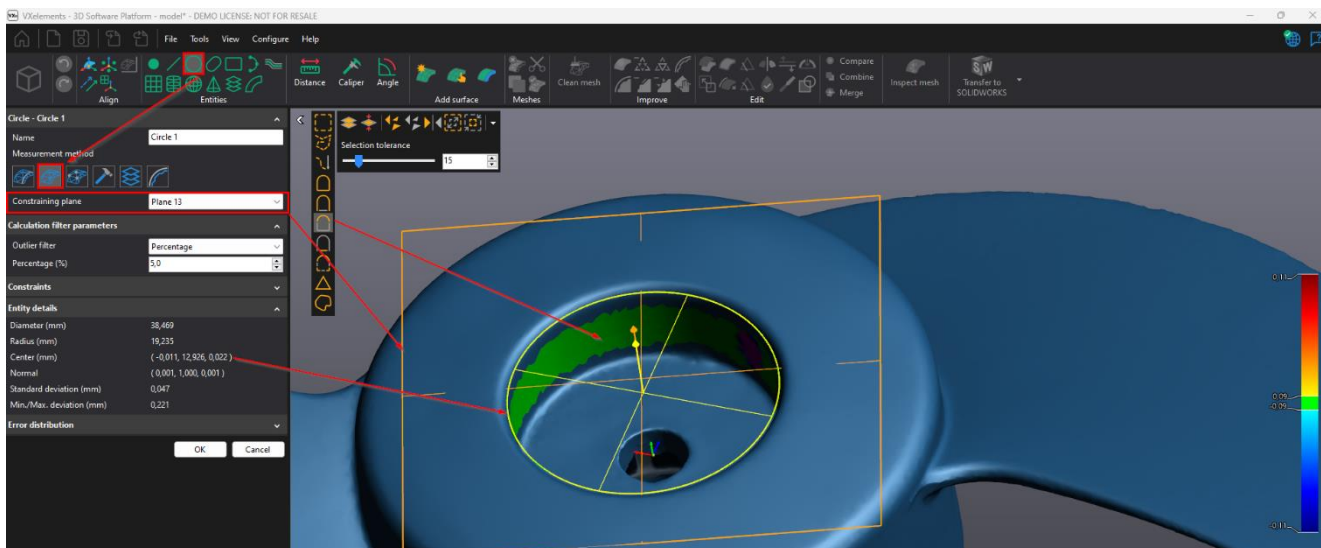 VXelements - 3D Software Platform - model* - DEMO LICENSE: NOT FOR RESALE
File Tools View Configure Help
Align
Entities
Distance
Caliper
Angle
Add surface
Clean mesh
Meshes
Improve
Edit
Compare
Combine
Merge
Inspect mesh
Transfer to
SOLIDWORKS
Circle - Circle 1
Name Circle 1
Measurement method
Constraining plane Plane 13
Calculation filter parameters
Outlier filter Percentage
Percentage (%) 5,0
Constraints
Entity details
Diameter (mm) 38,469
Radius (mm) 19,235
Center (mm) ( -0,011, 12,926, 0,022 )
Normal ( 0,001, 1,000, 0,001 )
Standard deviation (mm) 0,047
Min./Max. deviation (mm) 0,221
Error distribution
OK Cancel
Selection tolerance
15
0.11
0.09
-0.09
-0.11